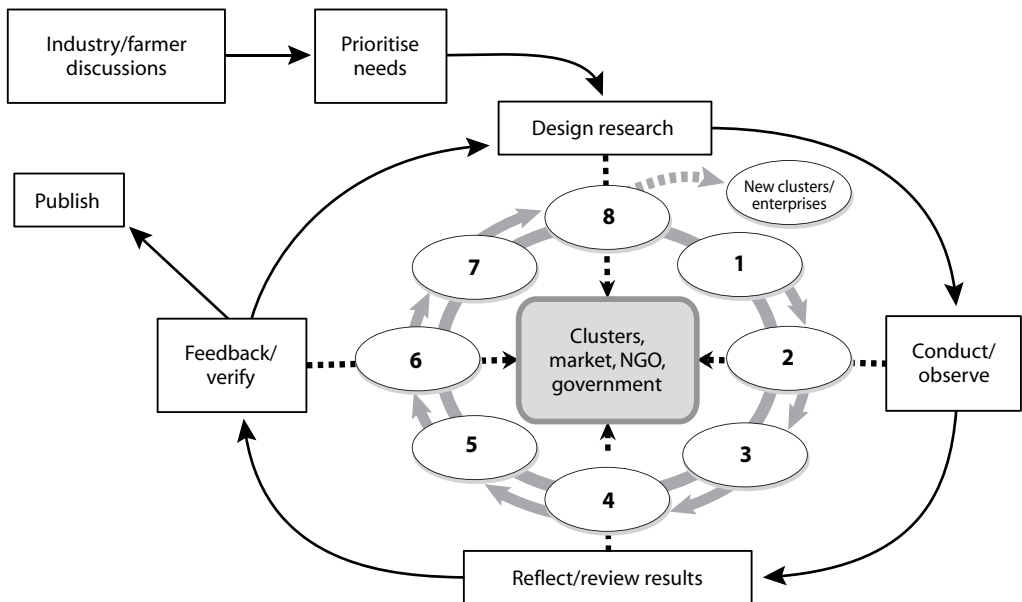 Industry/farmer
discussions
Prioritise
needs
Design research
Publish
New clusters/
enterprises
8
7
1
Clusters,
market, NGO,
government
Feedback/
verify
6
2
Conduct/
observe
5
3
4
Reflect/review results